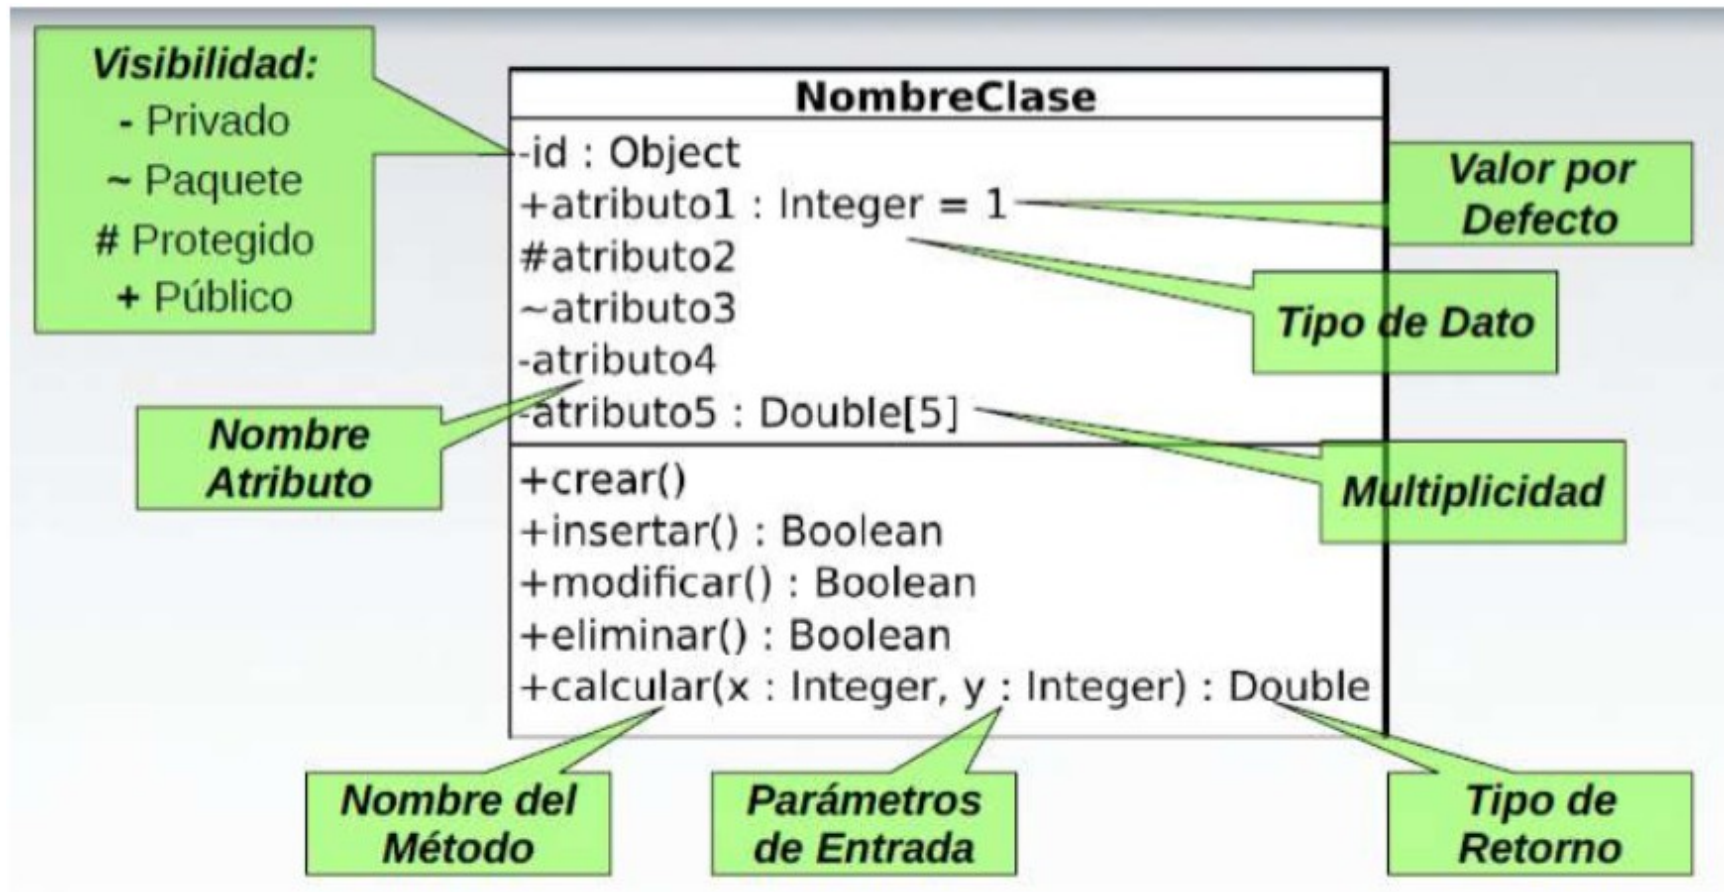 Visibilidad:
- Privado
~ Paquete
# Protegido
+ Público
NombreClase
-id : Object
+atributo1 : Integer = 1
#atributo2
~atributo3
-atributo4
-atributo5 : Double[5]
+crear()
+insertar() : Boolean
+modificar() : Boolean
+eliminar() : Boolean
+calcular(x : Integer, y : Integer) : Double
Valor por
Defecto
Tipo de Dato
Nombre
Atributo
Multiplicidad
Nombre del
Método
Parámetros
de Entrada
Tipo de
Retorno